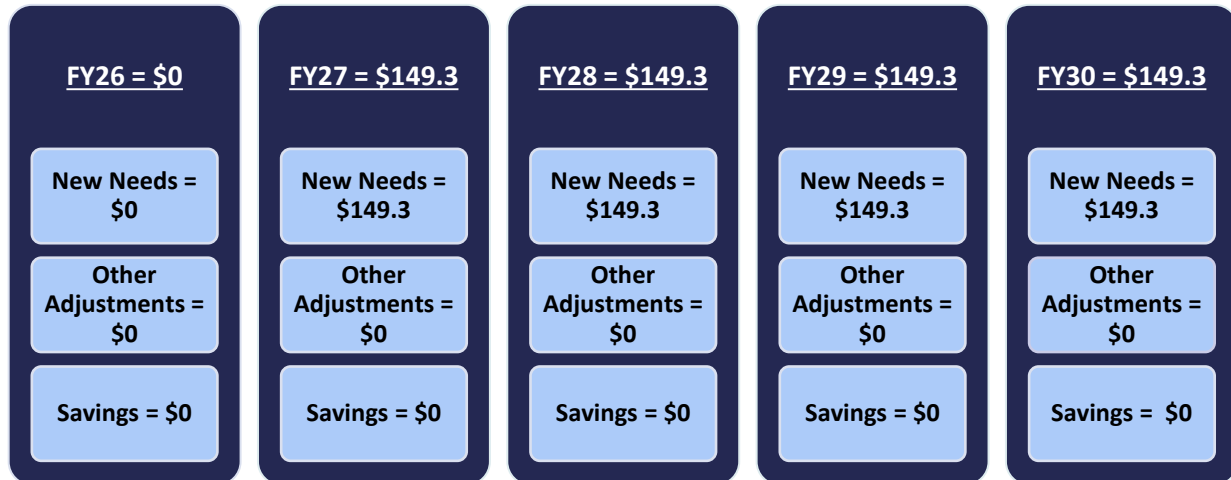 FY26 = $0
New Needs =
$0
Other
Adjustments =
$0
Savings = $0
FY27 = $149.3
New Needs =
$149.3
Other
Adjustments =
$0
Savings = $0
FY28 = $149.3
New Needs =
$149.3
Other
Adjustments =
$0
Savings = $0
FY29 = $149.3
New Needs =
$149.3
Other
Adjustments =
$0
Savings = $0
FY30 = $149.3
New Needs =
$149.3
Other
Adjustments =
$0
Savings =  $0